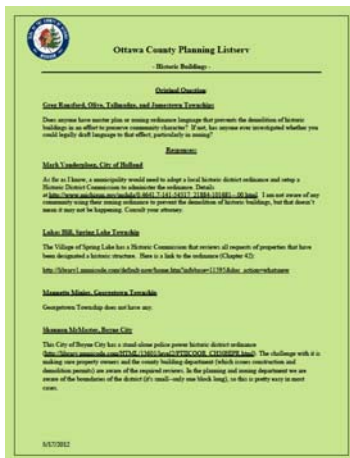 Ottawa County Planning Listserv
- Historic Buildings -
Original Question
Greg Ransford, Olive, Tallmadge, and Jamestown Townships
Does anyone have master plan or zoning ordinance language that prevents the demolition of historic
buildings in an effort to preserve community character? If not, has anyone ever investigated whether you
could legally draft language to that effect, particularly in zoning?
Responses:
Mark Vanderploeg, City of Holland
As far as I know, a municipality would need to adopt a local historic district ordinance and setup a
Historic District Commission to administer the ordinance. Details
at I am not aware of any
community using their zoning ordinance to prevent the demolition of historic buildings, but that doesn't
mean it may not be happening. Consult your attorney.
Lukas Hill, Spring Lake Township
The Village of Spring Lake has a Historic Commission that reviews all requests of properties that have
been designated a historic structure. Here is a link to the ordinance (Chapter 42):
Mannette Minier, Georgetown Township
Georgetown Township does not have any.
Shannon McMaster, Boyne City
This City of Boyne City has a stand-alone police power historic district ordinance
The challenge with it is
making sure property owners and the county building department (which issues construction and
demolition permits) are aware of the required reviews. In the planning and zoning department we are
aware of the boundaries of the district (it's small--only one block long), so this is pretty easy in most
cases.
5/17/2012